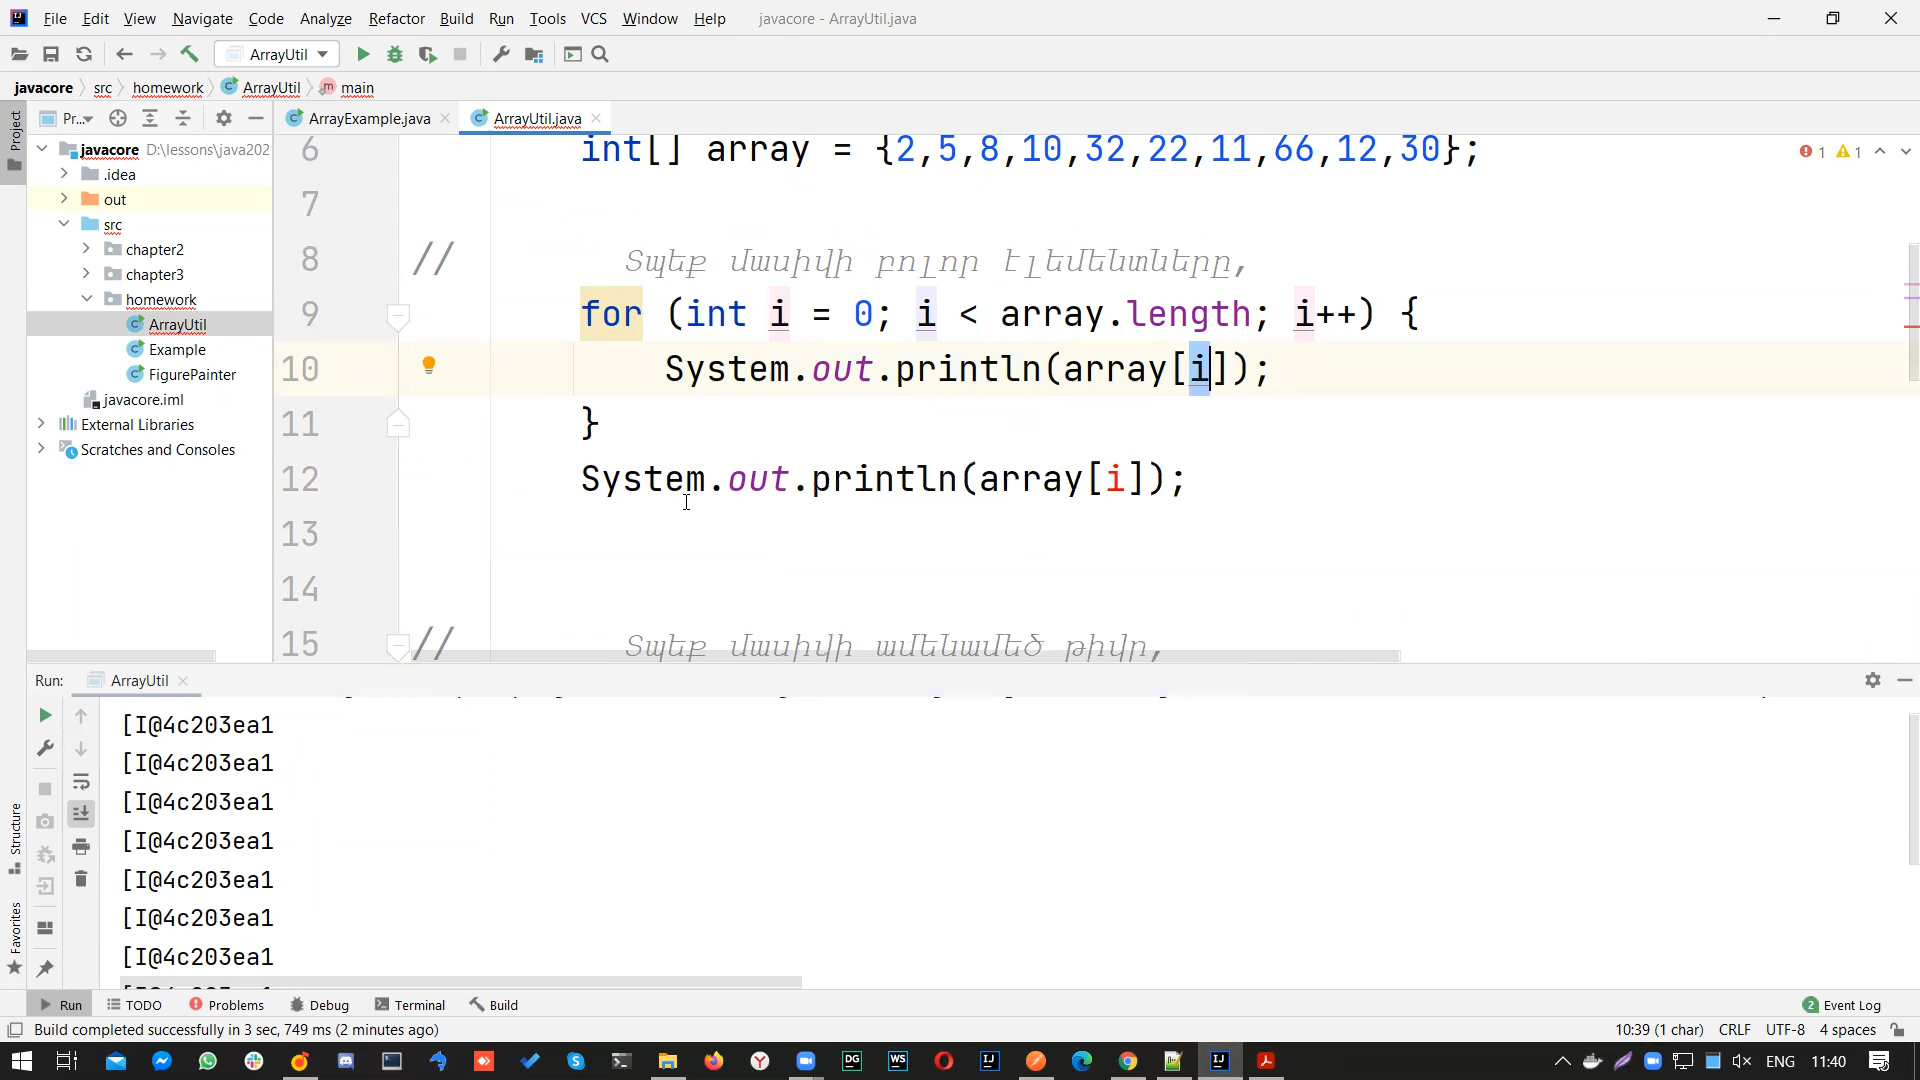 File Edit View Navigate Code Analyze Refactor Build Run Tools VCS Window Help javacore - ArrayUtil.java
ArrayUtil
javacore src homework ArrayUtil main
Pr... ArrayExample.java ArrayUtil.java
Project
javacore D:\lessons\java202
.idea
out
src
chapter2
chapter3
homework
ArrayUtil
Example
FigurePainter
javacore.iml
External Libraries
Scratches and Consoles
6 int[] array = {2,5,8,10,32,22,11,66,12,30};
1 1
7
8 // Տպեք մասիվի բոլոր էլեմենտները,
9 for (int i = 0; i < array.length; i++) {
10 System.out.println(array[i]);
11 }
12 System.out.println(array[i]);
13
14
15 // Տպեք մասիվի ամենամեծ թիվը,
Run: ArrayUtil
[I@4c203ea1
[I@4c203ea1
[I@4c203ea1
[I@4c203ea1
[I@4c203ea1
[I@4c203ea1
[I@4c203ea1
Structure
Favorites
Run TODO Problems Debug Terminal Build 2 Event Log
Build completed successfully in 3 sec, 749 ms (2 minutes ago) 10:39 (1 char) CRLF UTF-8 4 spaces
DG WS IJ ENG 11:40